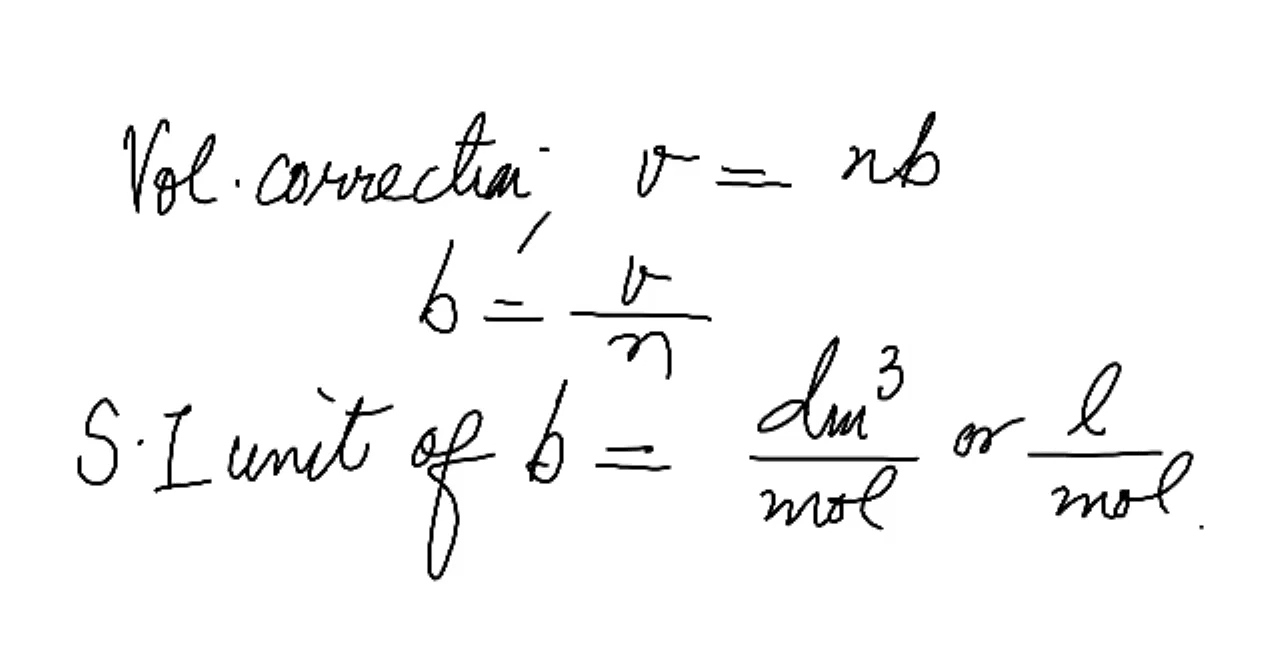 Vol. correction, v = nb
b = v/n
S.I unit of b = dm³/mol or l/mol.